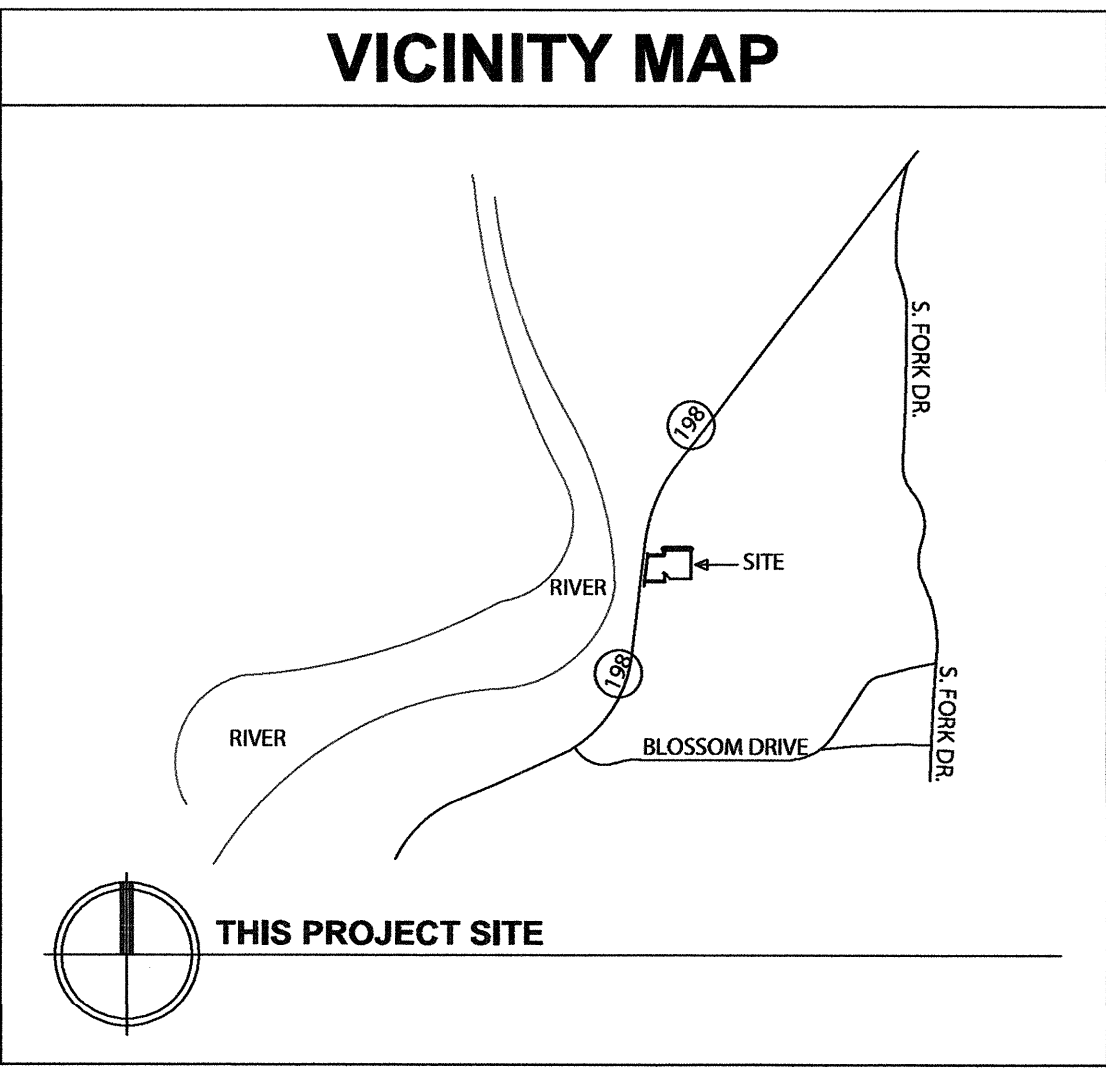 VICINITY MAP
S. FORK DR.
198
SITE
RIVER
198
S. FORK DR.
RIVER
BLOSSOM DRIVE
THIS PROJECT SITE